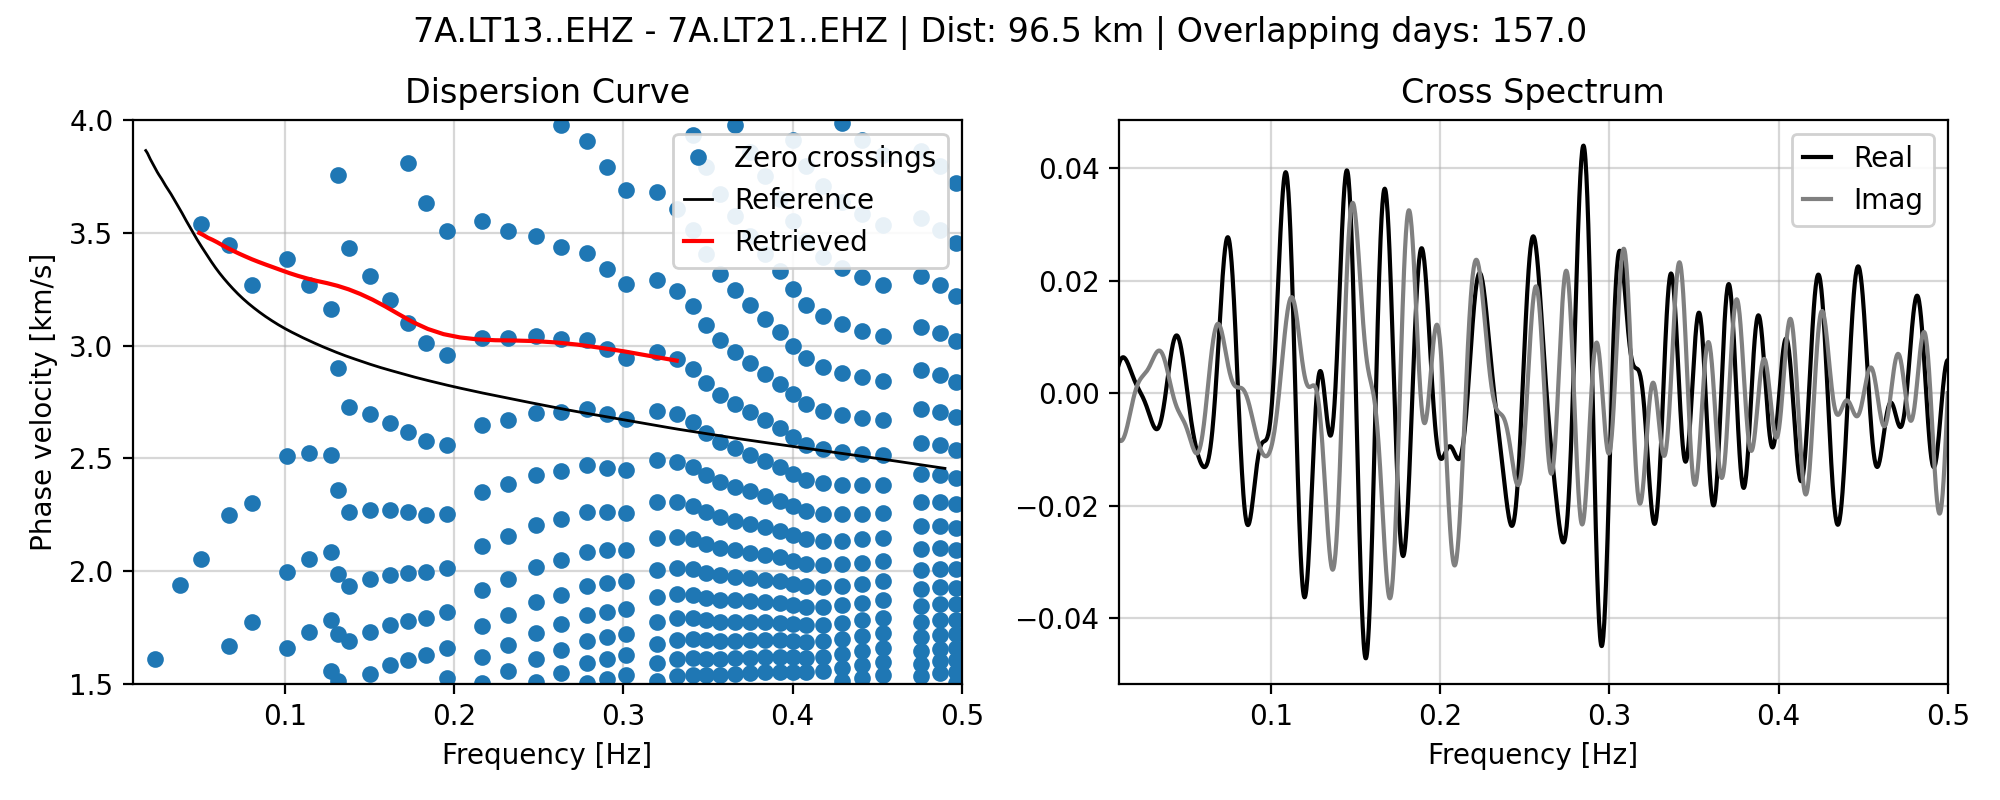 7A.LT13..EHZ - 7A.LT21..EHZ | Dist: 96.5 km | Overlapping days: 157.0
Dispersion Curve
Phase velocity [km/s]
4.0
3.5
3.0
2.5
2.0
1.5
0.1 0.2 0.3 0.4 0.5
Frequency [Hz]
Zero crossings
Reference
Retrieved
Cross Spectrum
0.04
0.02
0.00
−0.02
−0.04
0.1 0.2 0.3 0.4 0.5
Frequency [Hz]
Real
Imag